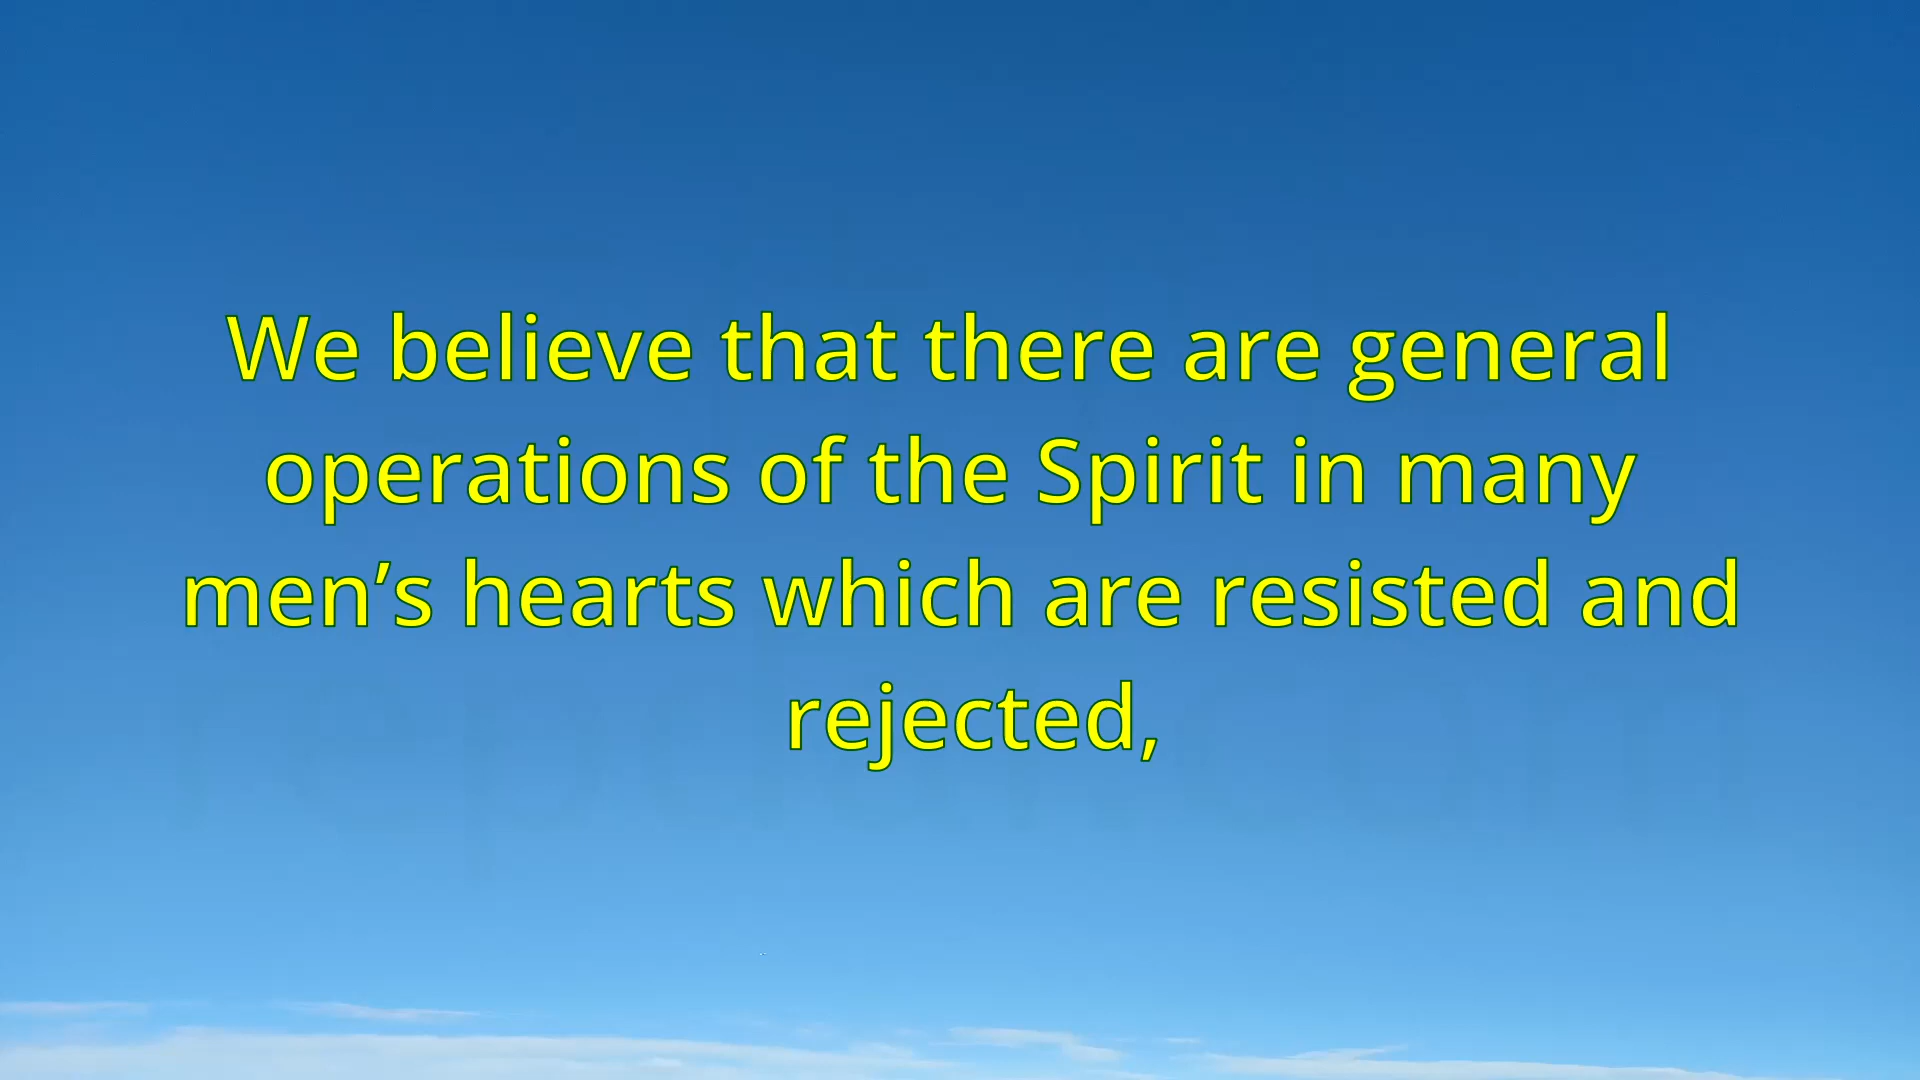 We believe that there are general
operations of the Spirit in many
men’s hearts which are resisted and
rejected,